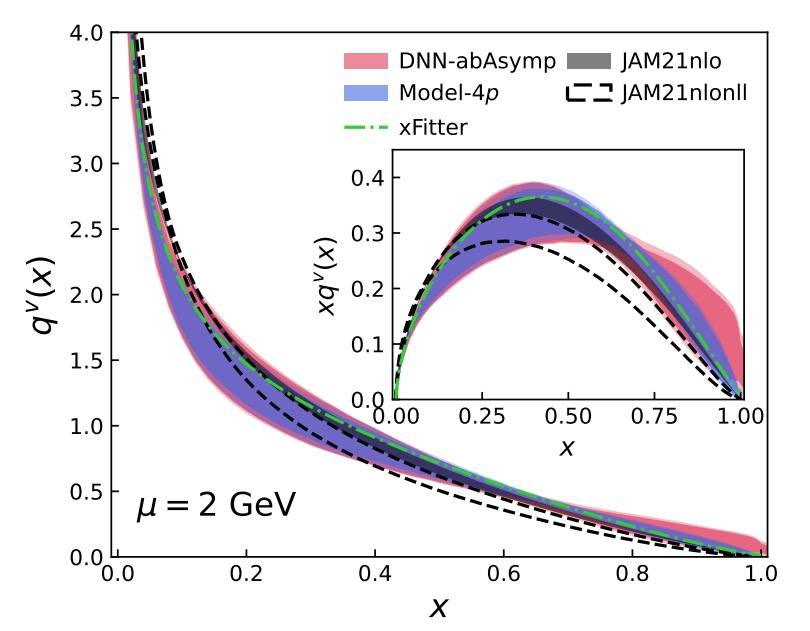 4.0
3.5
3.0
2.5
2.0
1.5
1.0
0.5
0.0
q^v(x)
DNN-abAsymp
JAM21nlo
Model-4p
JAM21nlonll
xFitter
0.4
0.3
0.2
0.1
0.0
xq^v(x)
0.00 0.25 0.50 0.75 1.00
x
μ = 2 GeV
0.0 0.2 0.4 0.6 0.8 1.0
x